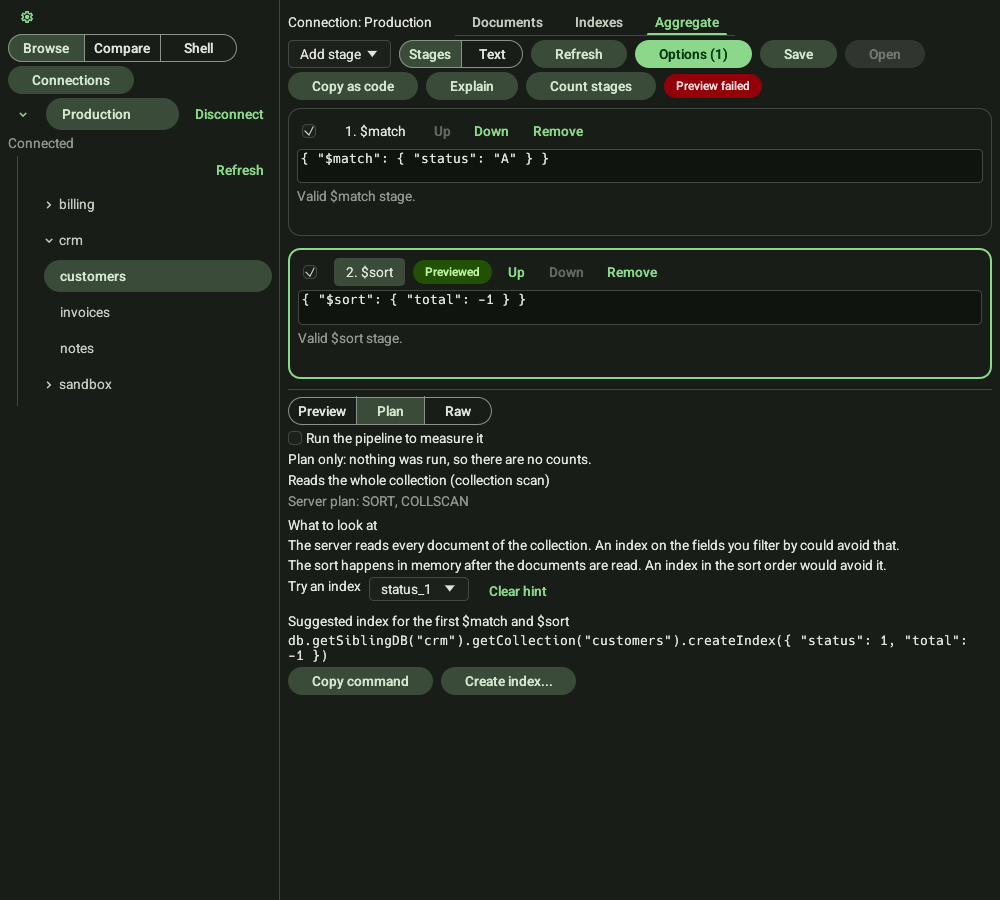 Browse Compare Shell
Connections
Production Disconnect
Connected
Refresh
billing
crm
customers
invoices
notes
sandbox
Connection: Production Documents Indexes Aggregate
Add stage Stages Text Refresh Options (1) Save Open
Copy as code Explain Count stages Preview failed
1. $match Up Down Remove
{ "$match": { "status": "A" } }
Valid $match stage.
2. $sort Previewed Up Down Remove
{ "$sort": { "total": -1 } }
Valid $sort stage.
Preview Plan Raw
Run the pipeline to measure it
Plan only: nothing was run, so there are no counts.
Reads the whole collection (collection scan)
Server plan: SORT, COLLSCAN
What to look at
The server reads every document of the collection. An index on the fields you filter by could avoid that.
The sort happens in memory after the documents are read. An index in the sort order would avoid it.
Try an index status_1 Clear hint
Suggested index for the first $match and $sort
db.getSiblingDB("crm").getCollection("customers").createIndex({ "status": 1, "total":
-1 })
Copy command Create index...